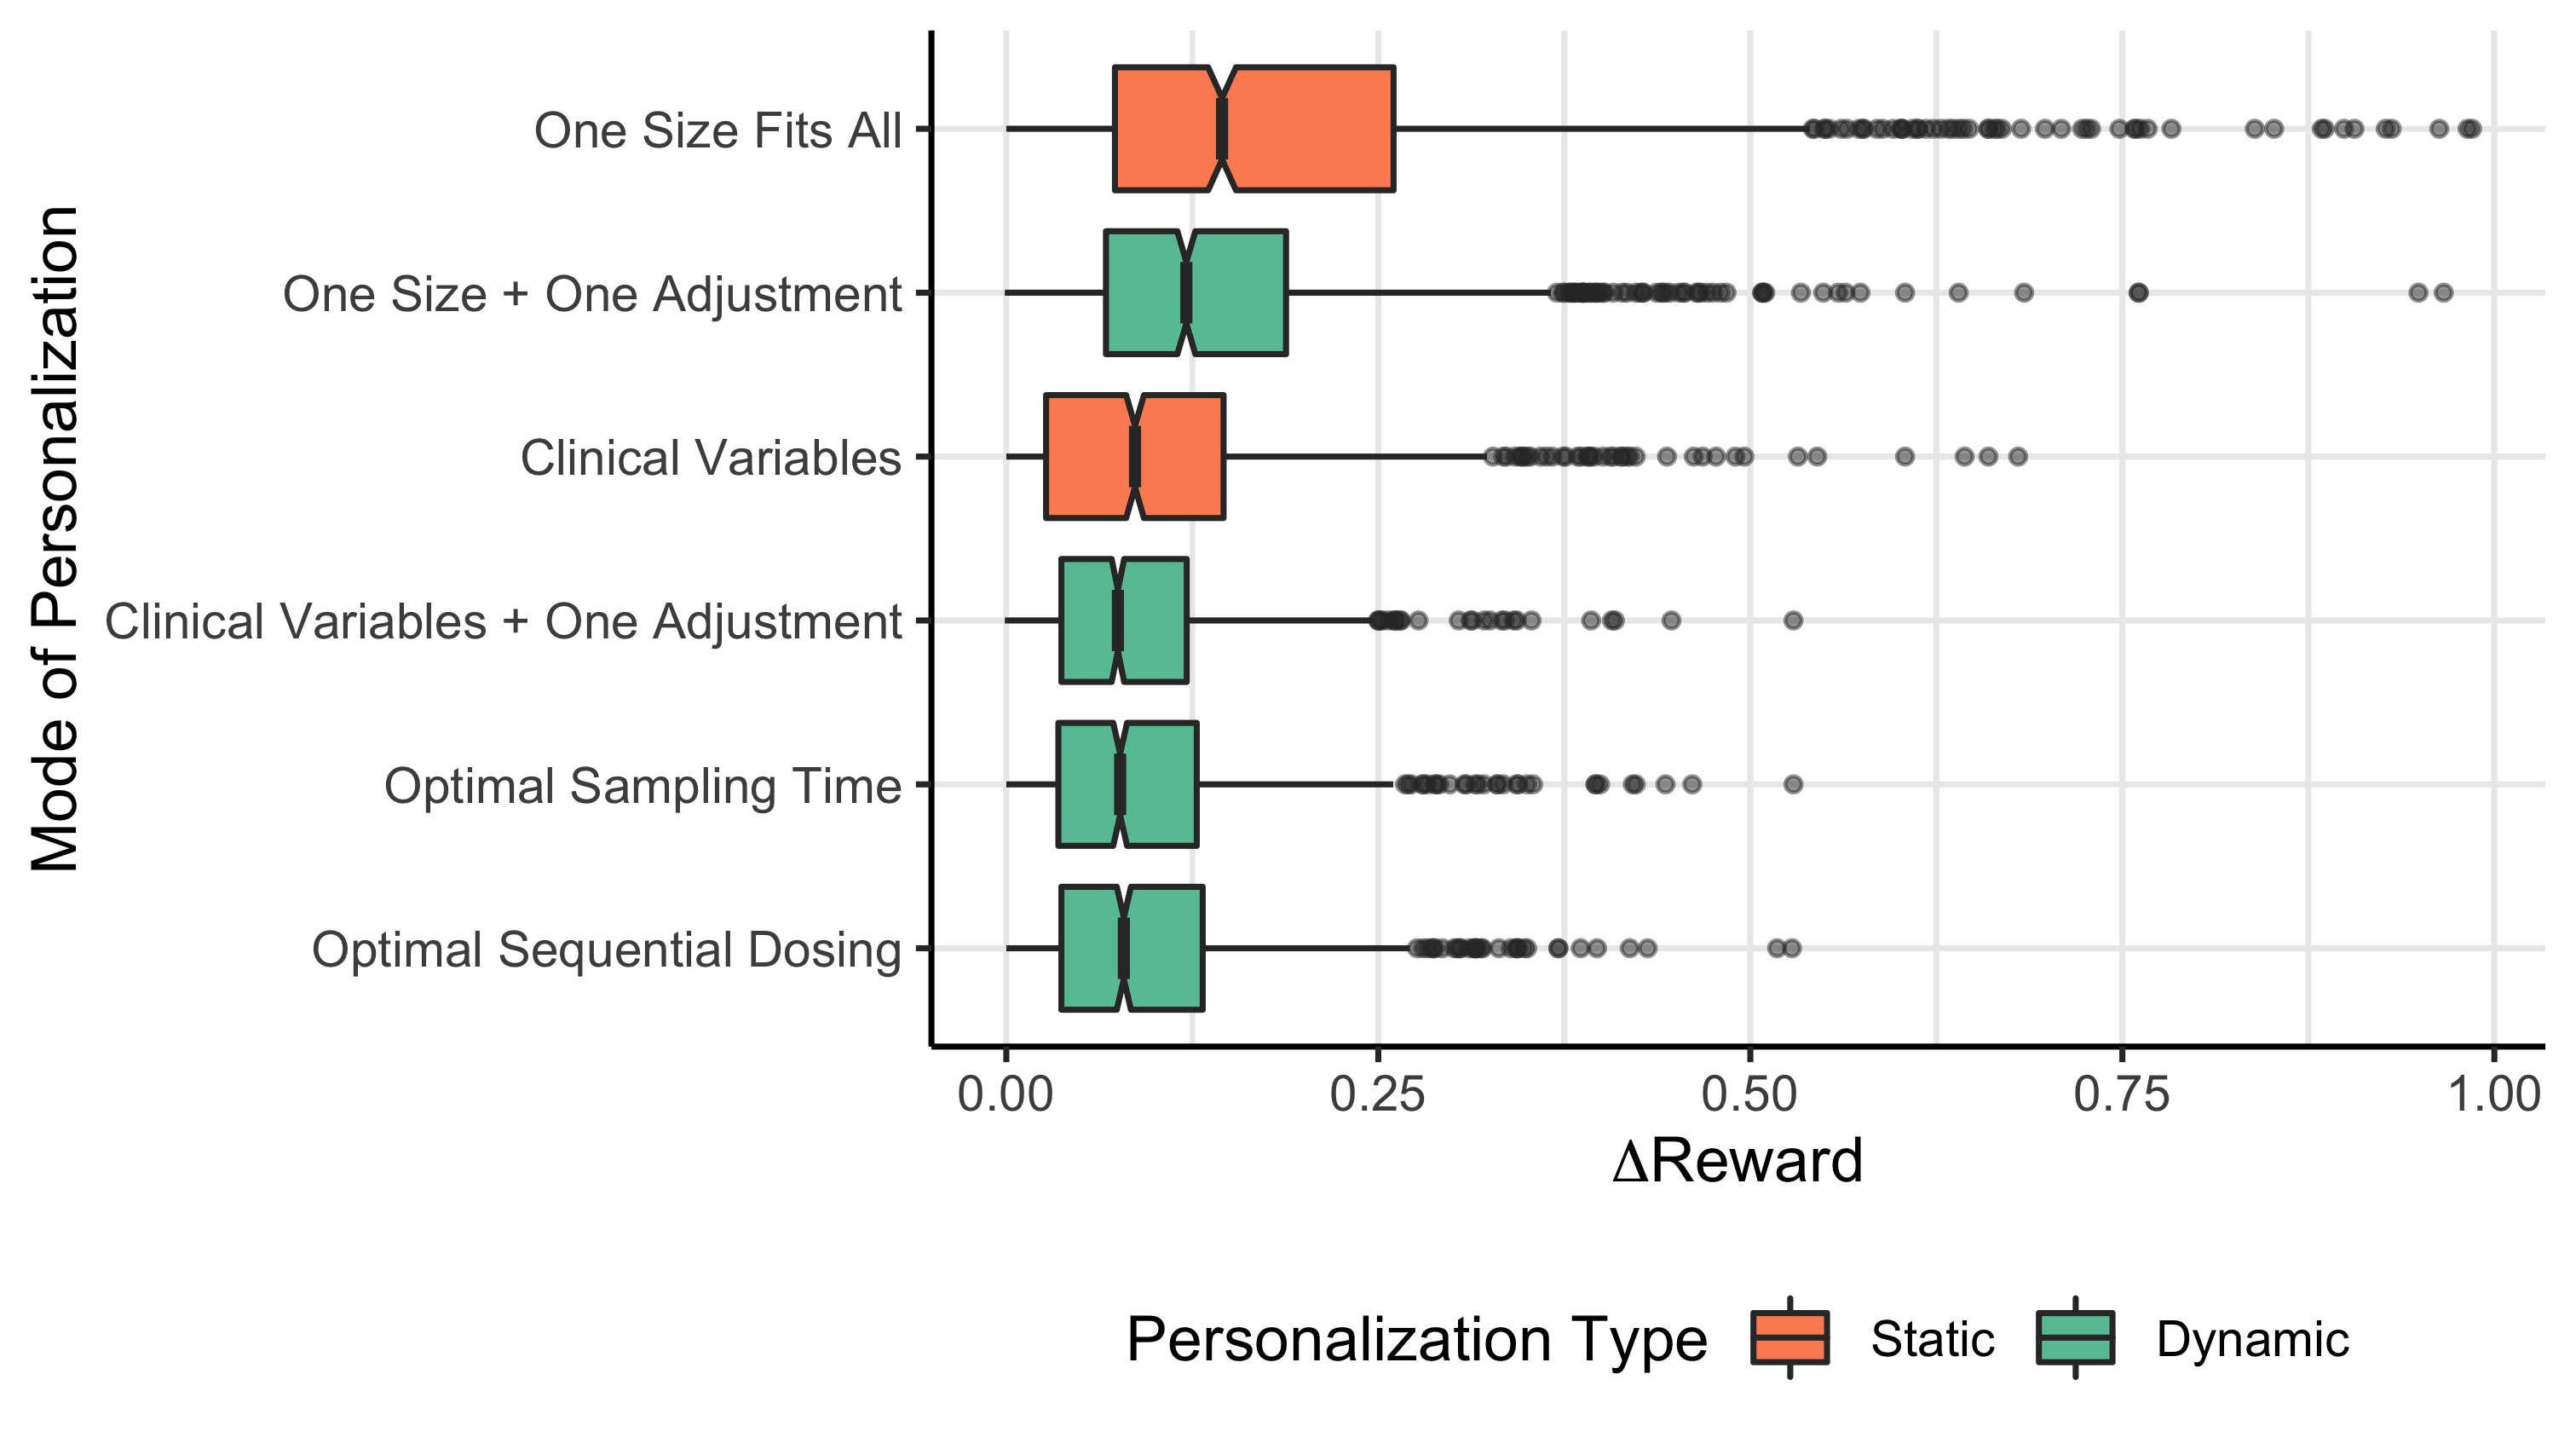 Mode of Personalization
One Size Fits All
One Size + One Adjustment
Clinical Variables
Clinical Variables + One Adjustment
Optimal Sampling Time
Optimal Sequential Dosing
0.00 0.25 0.50 0.75 1.00
ΔReward
Personalization Type Static Dynamic